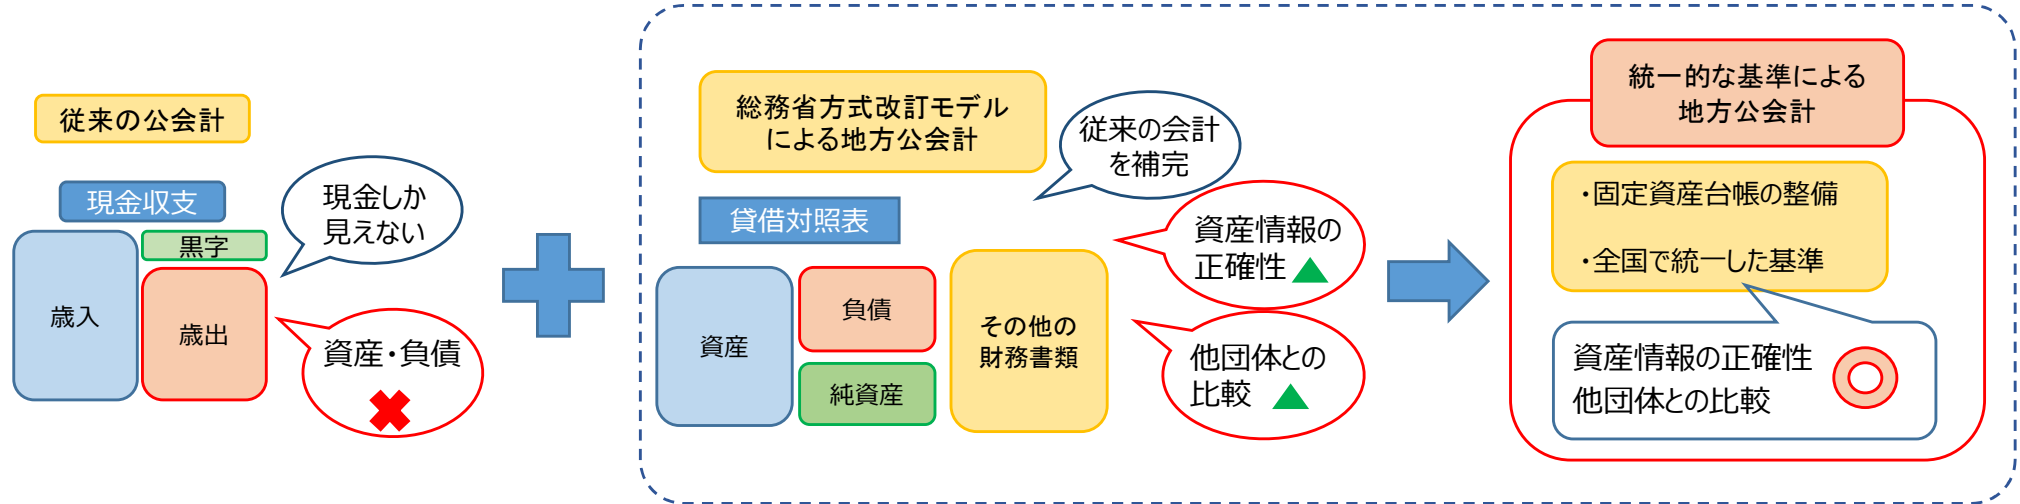 従来の公会計
現金収支
黒字
歳入
歳出
現金しか
見えない
資産・負債
総務省方式改訂モデル
による地方公会計
従来の会計
を補完
貸借対照表
資産
負債
純資産
その他の
財務書類
資産情報の
正確性
他団体との
比較
統一的な基準による
地方公会計
・固定資産台帳の整備
・全国で統一した基準
資産情報の正確性
他団体との比較